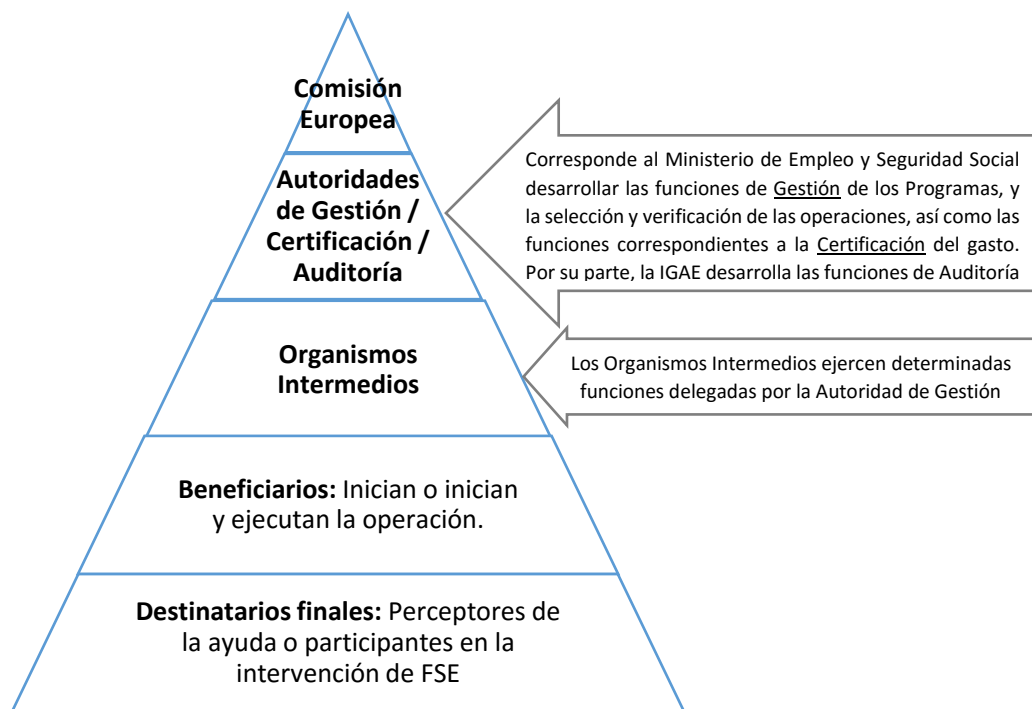 Comisión
Europea
Autoridades
de Gestión /
Certificación /
Auditoría
Corresponde al Ministerio de Empleo y Seguridad Social
desarrollar las funciones de Gestión de los Programas, y
la selección y verificación de las operaciones, así como las
funciones correspondientes a la Certificación del gasto.
Por su parte, la IGAE desarrolla las funciones de Auditoría
Organismos
Intermedios
Los Organismos Intermedios ejercen determinadas
funciones delegadas por la Autoridad de Gestión
Beneficiarios: Inician o inician
y ejecutan la operación.
Destinatarios finales: Perceptores de
la ayuda o participantes en la
intervención de FSE